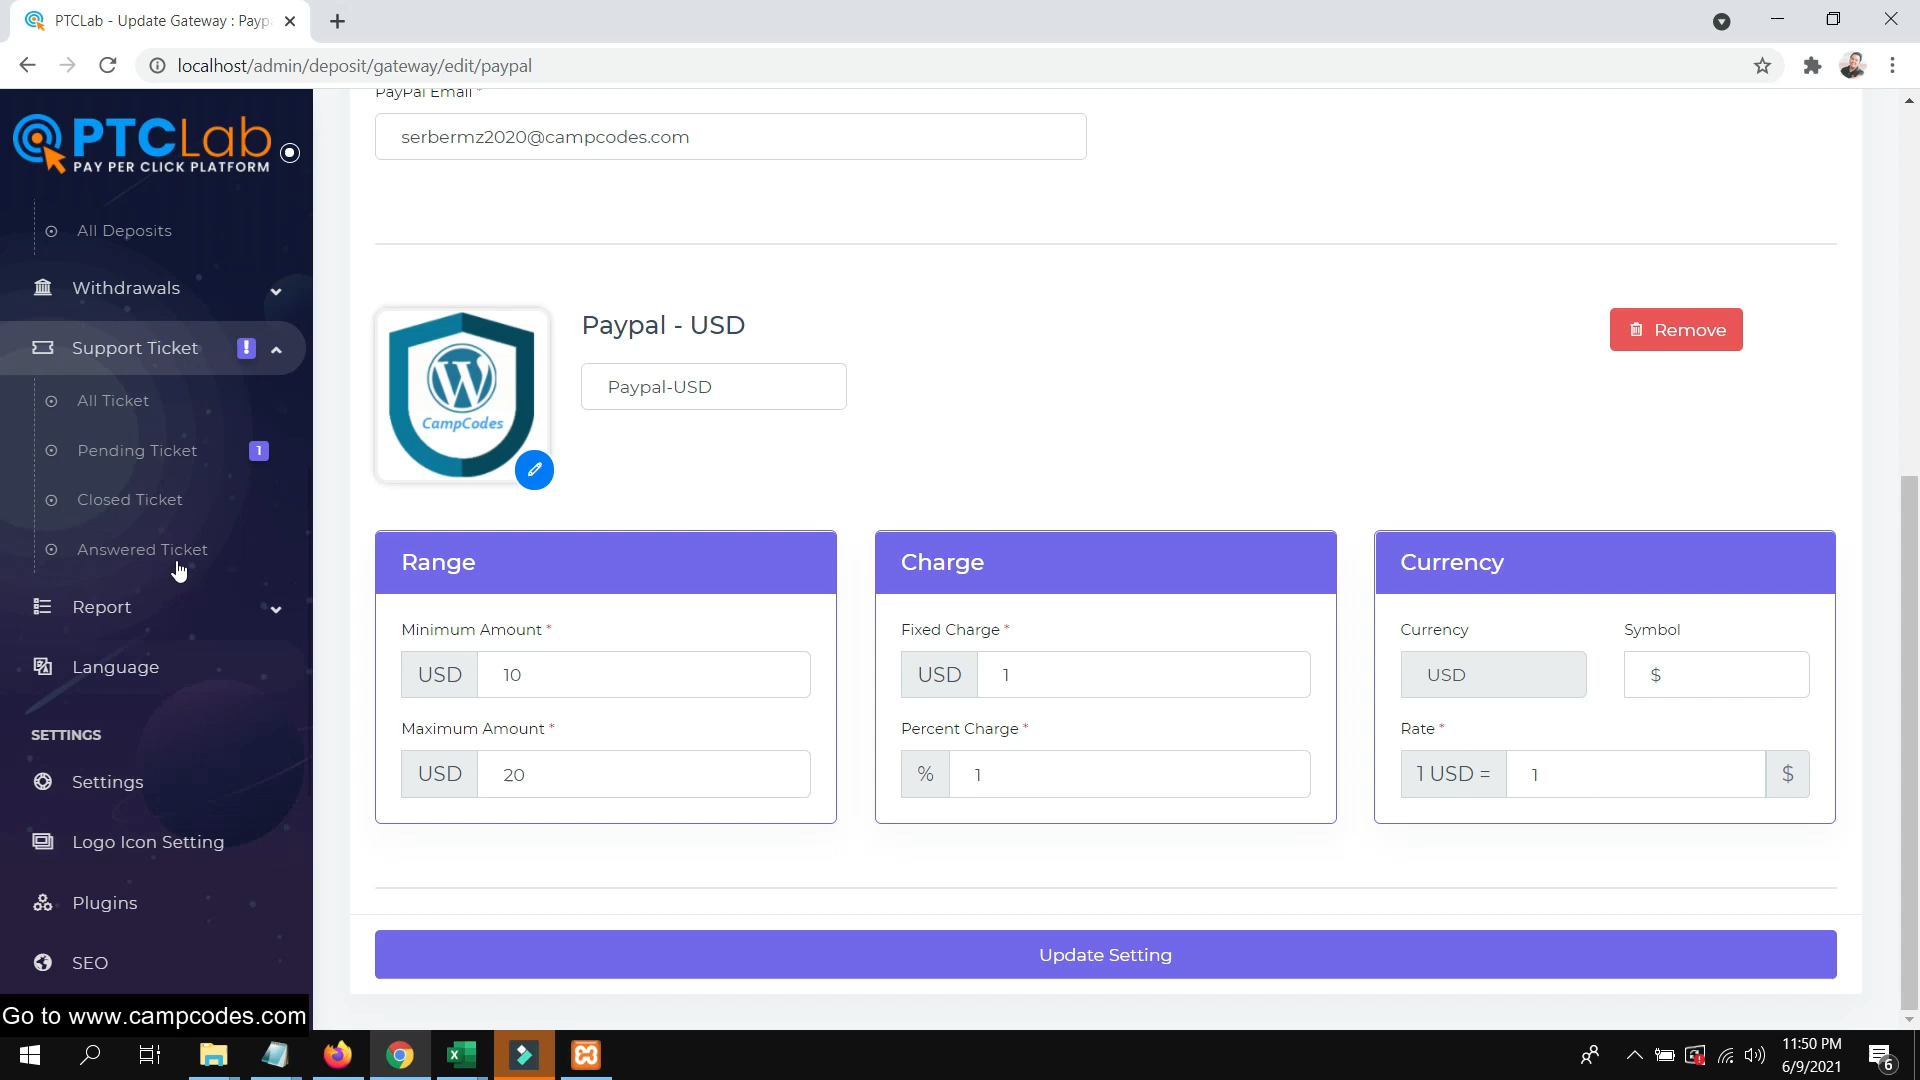 PTCLab - Update Gateway : Payp
localhost/admin/deposit/gateway/edit/paypal
PTCLab
PAY PER CLICK PLATFORM
All Deposits
Withdrawals
Support Ticket !
All Ticket
Pending Ticket 1
Closed Ticket
Answered Ticket
Report
Language
SETTINGS
Settings
Logo Icon Setting
Plugins
SEO
Go to www.campcodes.com
PayPal Email *
serbermz2020@campcodes.com
CampCodes
Paypal - USD
Paypal-USD
Remove
Range
Minimum Amount *
USD 10
Maximum Amount *
USD 20
Charge
Fixed Charge *
USD 1
Percent Charge *
% 1
Currency
Currency Symbol
USD $
Rate *
1 USD = 1 $
Update Setting
11:50 PM
6/9/2021
6